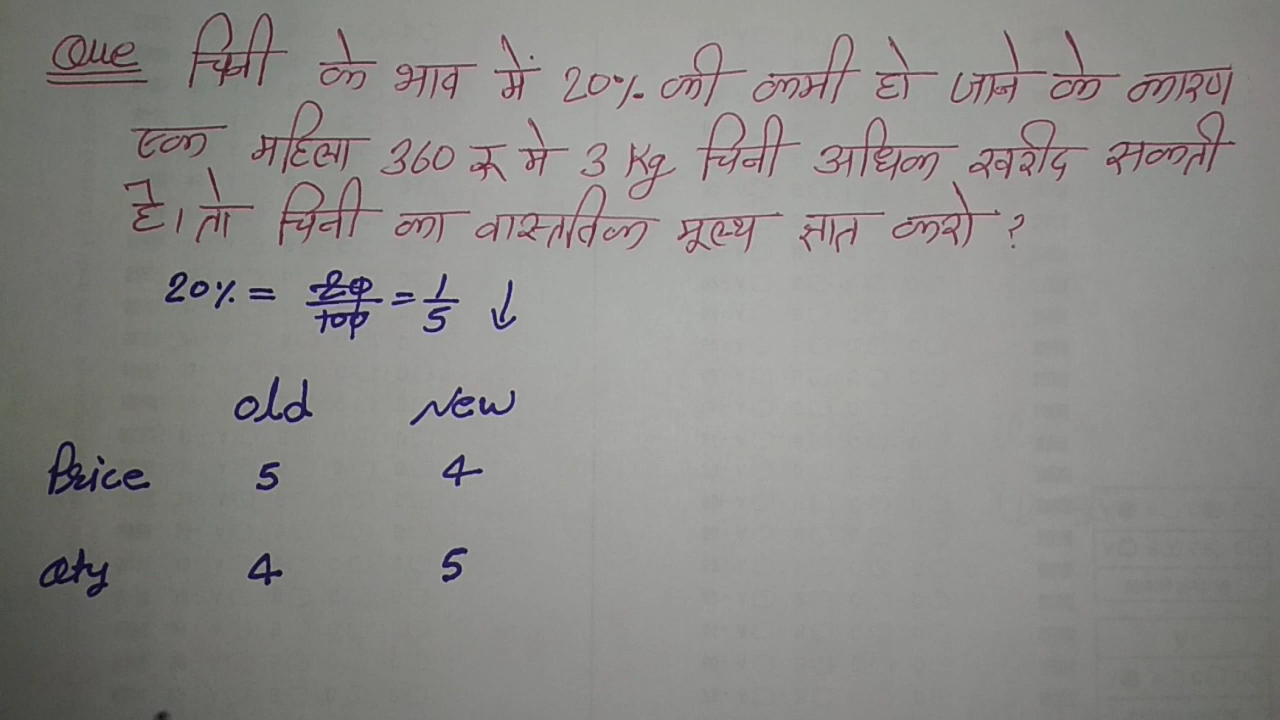 Que चिनी के भाव में 20% की कमी हो जाने के कारण
एक महिला 360 रू मे 3 Kg चिनी अधिक खरीद सकती
है। तो चिनी का वास्तविक मूल्य ज्ञात करो ?
20% = 20/100 = 1/5 ↓
old New
Price 5 4
Qty 4 5